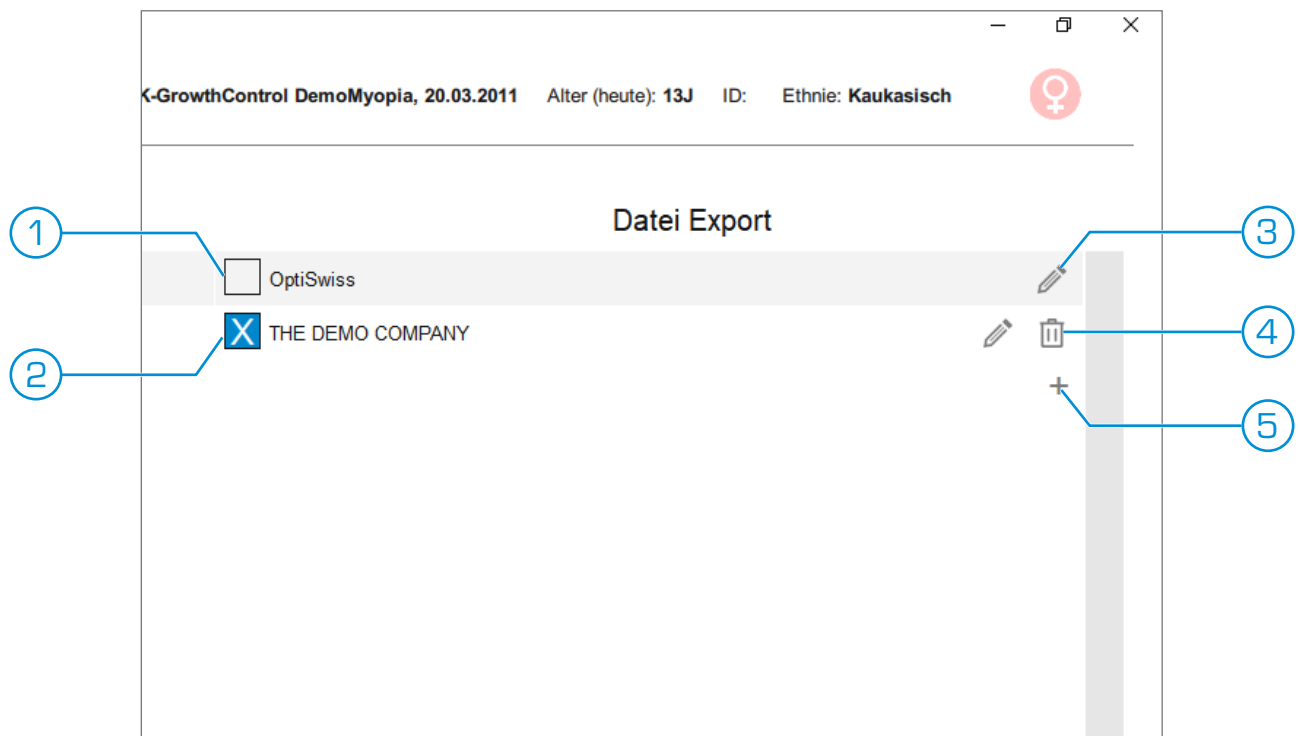 K-GrowthControl DemoMyopia, 20.03.2011 Alter (heute): 13J ID: Ethnie: Kaukasisch
Datei Export
1
3
OptiSwiss
X THE DEMO COMPANY
4
2
5